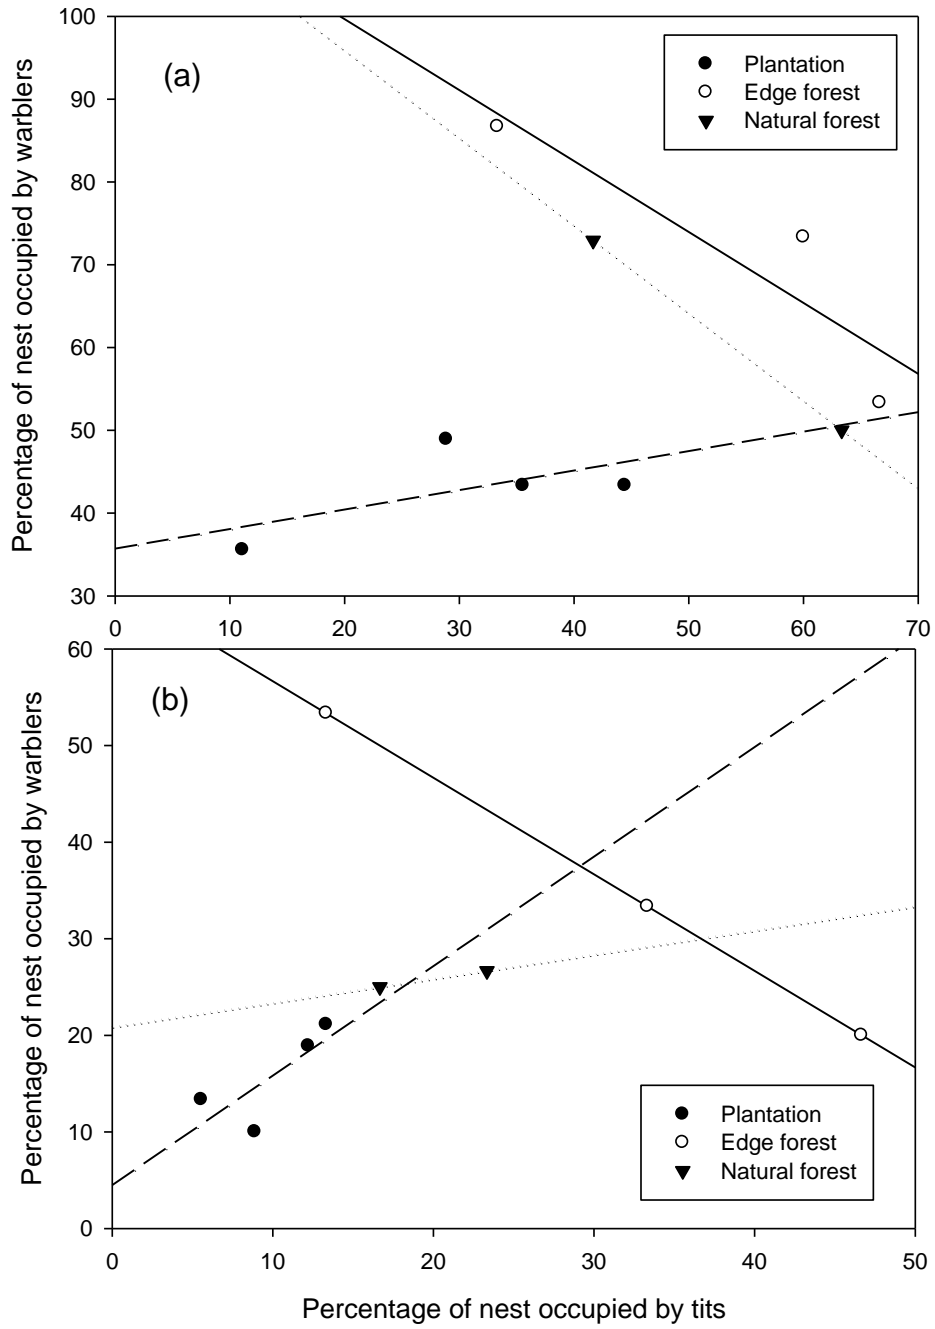 100
90
80
70
60
50
40
30
Percentage of nest occupied by warblers
(a)
Plantation
Edge forest
Natural forest
0 10 20 30 40 50 60 70
60
50
40
30
20
10
0
Percentage of nest occupied by warblers
(b)
Plantation
Edge forest
Natural forest
0 10 20 30 40 50
Percentage of nest occupied by tits